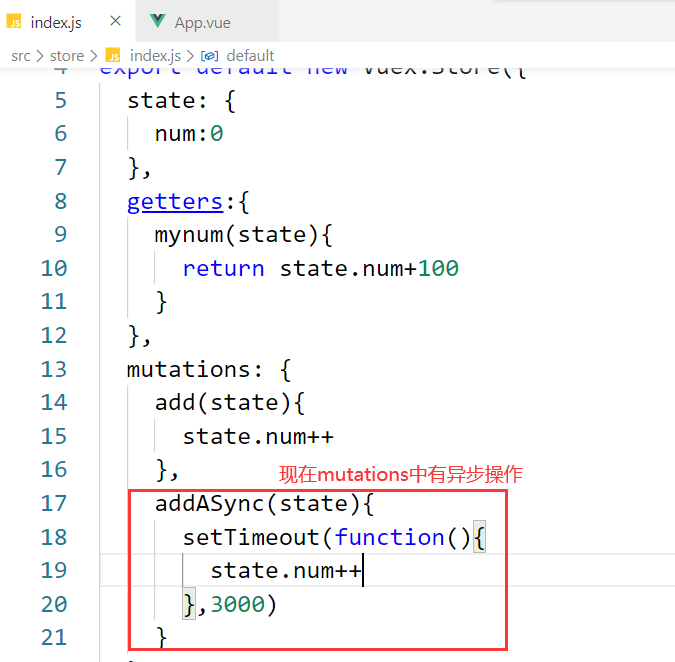 JS index.js × App.vue
src > store > JS index.js > default
4 export default new Vuex.Store({
5 state: {
6 num:0
7 },
8 getters:{
9 mynum(state){
10 return state.num+100
11 }
12 },
13 mutations: {
14 add(state){
15 state.num++
16 },
现在mutations中有异步操作
17 addASync(state){
18 setTimeout(function(){
19 state.num++
20 },3000)
21 }